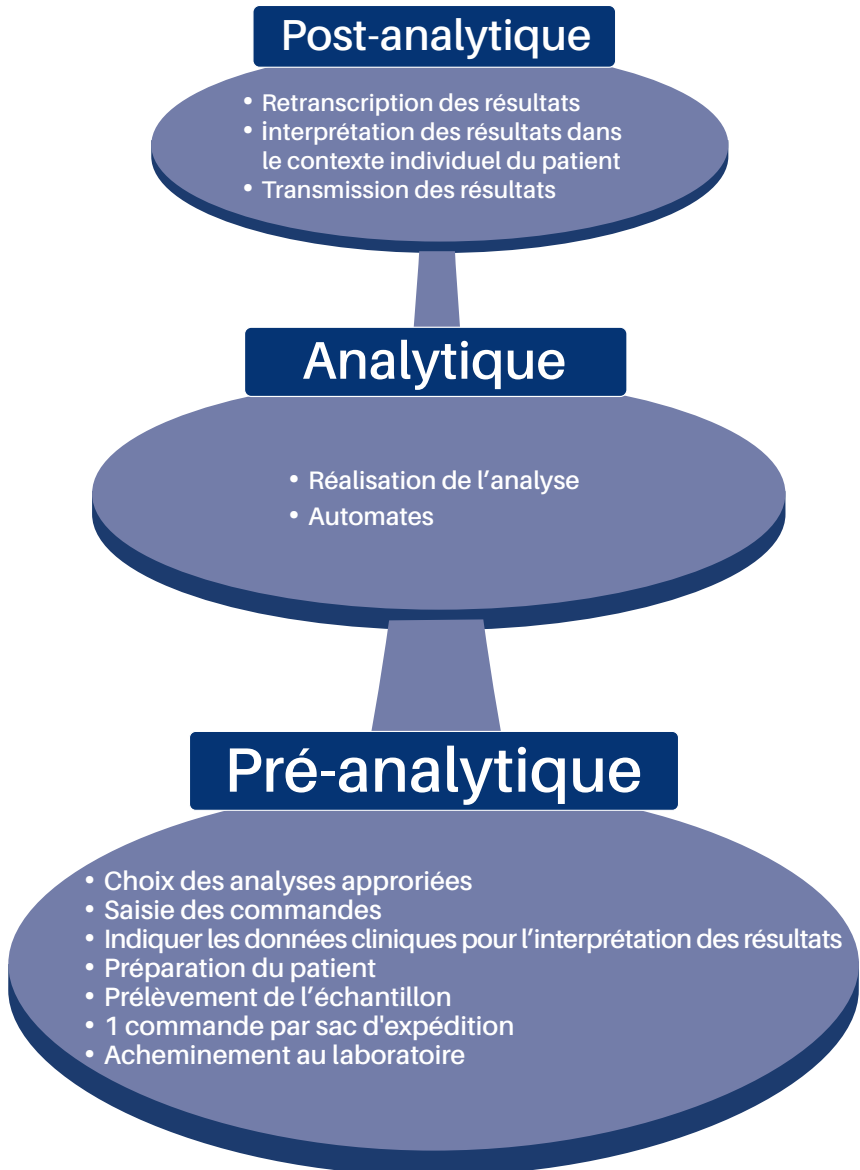 Post-analytique
• Retranscription des résultats
• interprétation des résultats dans
le contexte individuel du patient
• Transmission des résultats
Analytique
• Réalisation de l’analyse
• Automates
Pré-analytique
• Choix des analyses approriées
• Saisie des commandes
• Indiquer les données cliniques pour l’interprétation des résultats
• Préparation du patient
• Prélèvement de l’échantillon
• 1 commande par sac d'expédition
• Acheminement au laboratoire